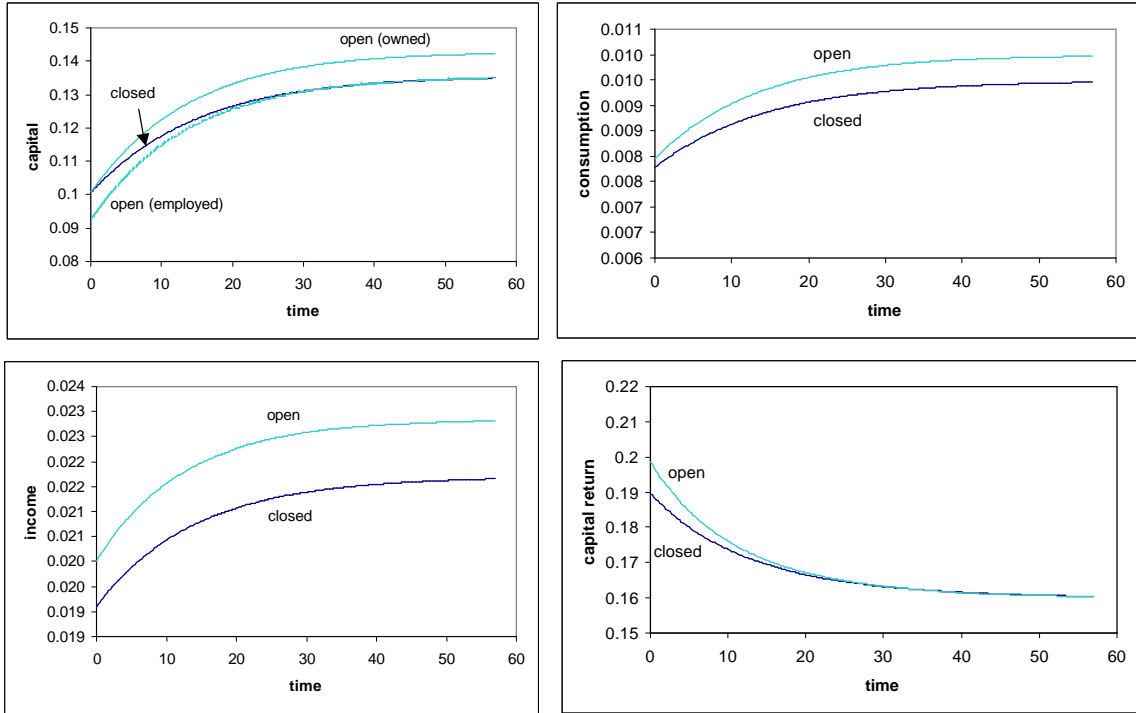 0.15
0.14
0.13
0.12
0.11
0.1
0.09
0.08
capital
open (owned)
closed
open (employed)
0 10 20 30 40 50 60
time
0.011
0.010
0.010
0.009
0.009
0.008
0.008
0.007
0.007
0.006
consumption
open
closed
0 10 20 30 40 50 60
time
0.024
0.023
0.023
0.022
0.022
0.021
0.021
0.020
0.020
0.019
0.019
income
open
closed
0 10 20 30 40 50 60
time
0.22
0.21
0.2
0.19
0.18
0.17
0.16
0.15
capital return
open
closed
0 10 20 30 40 50 60
time